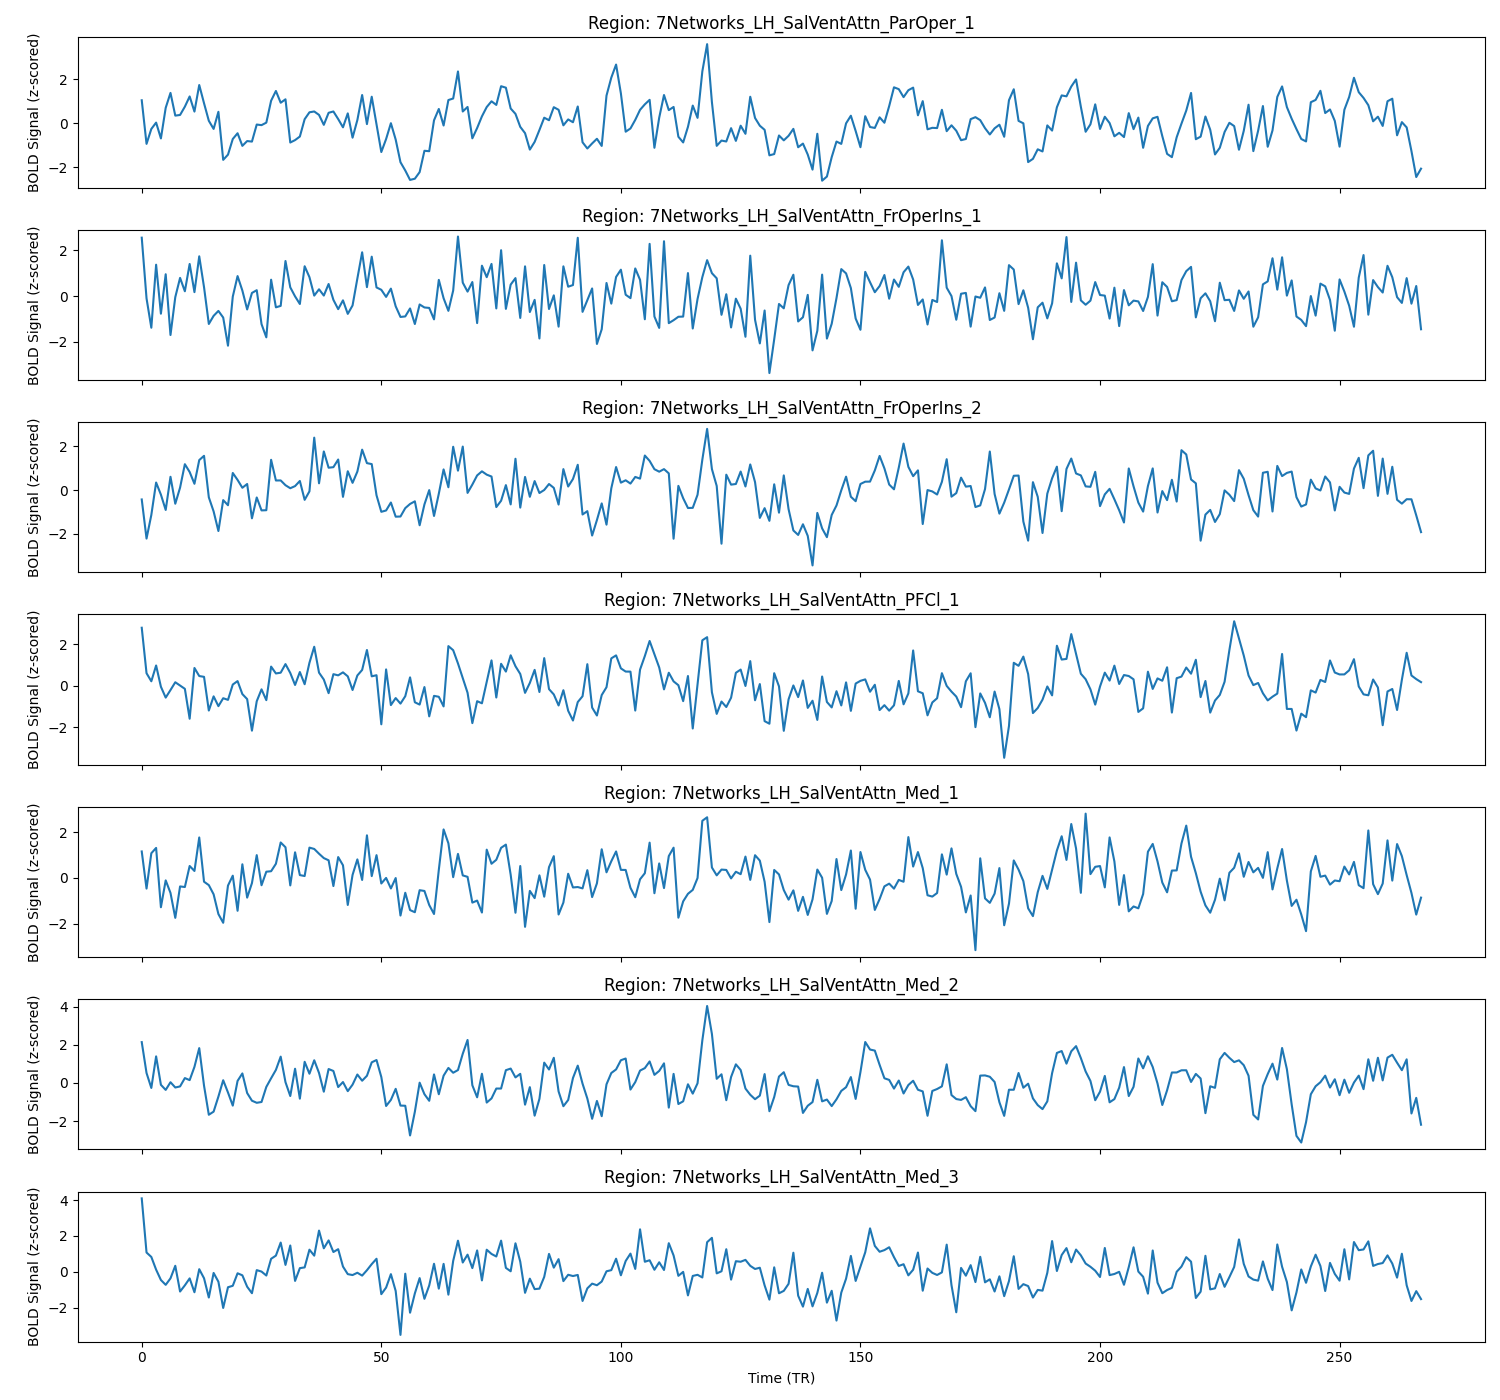 Region: 7Networks_LH_SalVentAttn_ParOper_1
BOLD Signal (z-scored)
2
0
−2
Region: 7Networks_LH_SalVentAttn_FrOperIns_1
BOLD Signal (z-scored)
2
0
−2
Region: 7Networks_LH_SalVentAttn_FrOperIns_2
BOLD Signal (z-scored)
2
0
−2
Region: 7Networks_LH_SalVentAttn_PFCl_1
BOLD Signal (z-scored)
2
0
−2
Region: 7Networks_LH_SalVentAttn_Med_1
BOLD Signal (z-scored)
2
0
−2
Region: 7Networks_LH_SalVentAttn_Med_2
BOLD Signal (z-scored)
4
2
0
−2
Region: 7Networks_LH_SalVentAttn_Med_3
BOLD Signal (z-scored)
4
2
0
−2
0 50 100 150 200 250
Time (TR)